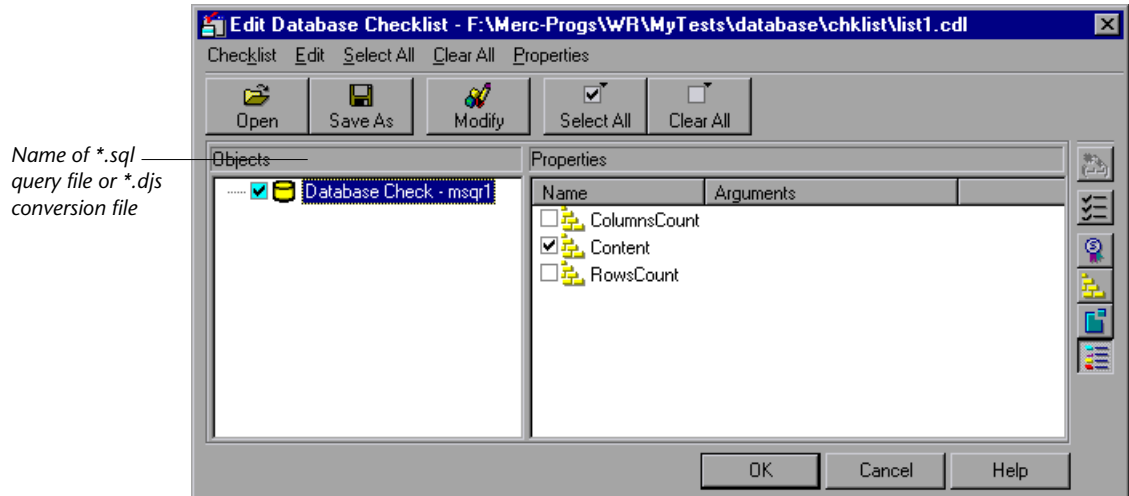 Edit Database Checklist - F:\Merc-Progs\WR\MyTests\database\chklist\list1.cdl
Checklist Edit Select All Clear All Properties
Open Save As Modify Select All Clear All
Name of *.sql
query file or *.djs
conversion file
Objects
Database Check - msqr1
Properties
Name Arguments
ColumnsCount
Content
RowsCount
OK Cancel Help